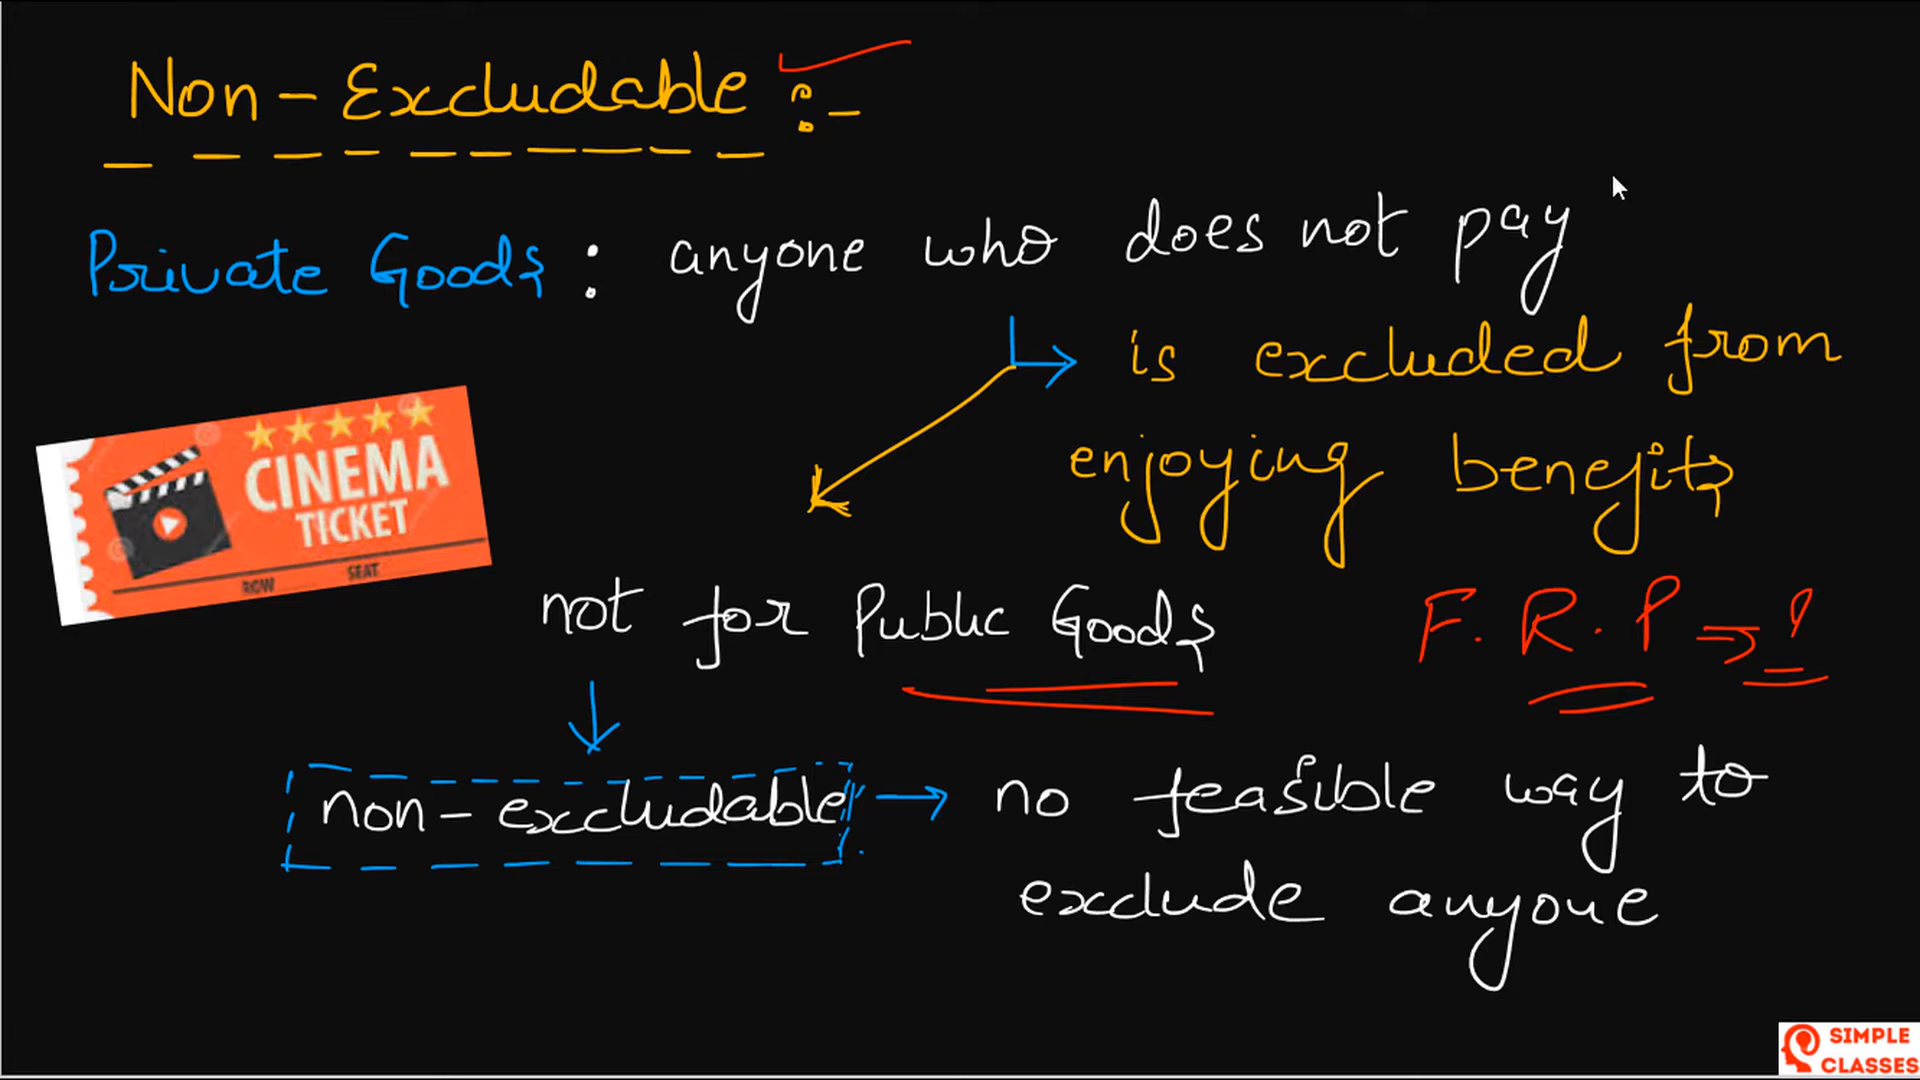 Non-Excludable :-
Private Goods : anyone who does not pay
is excluded from
enjoying benefits
CINEMA
TICKET
ROW SEAT
not for Public Goods
F.R.P → ?
non-excludable → no feasible way to
exclude anyone
SIMPLE
CLASSES